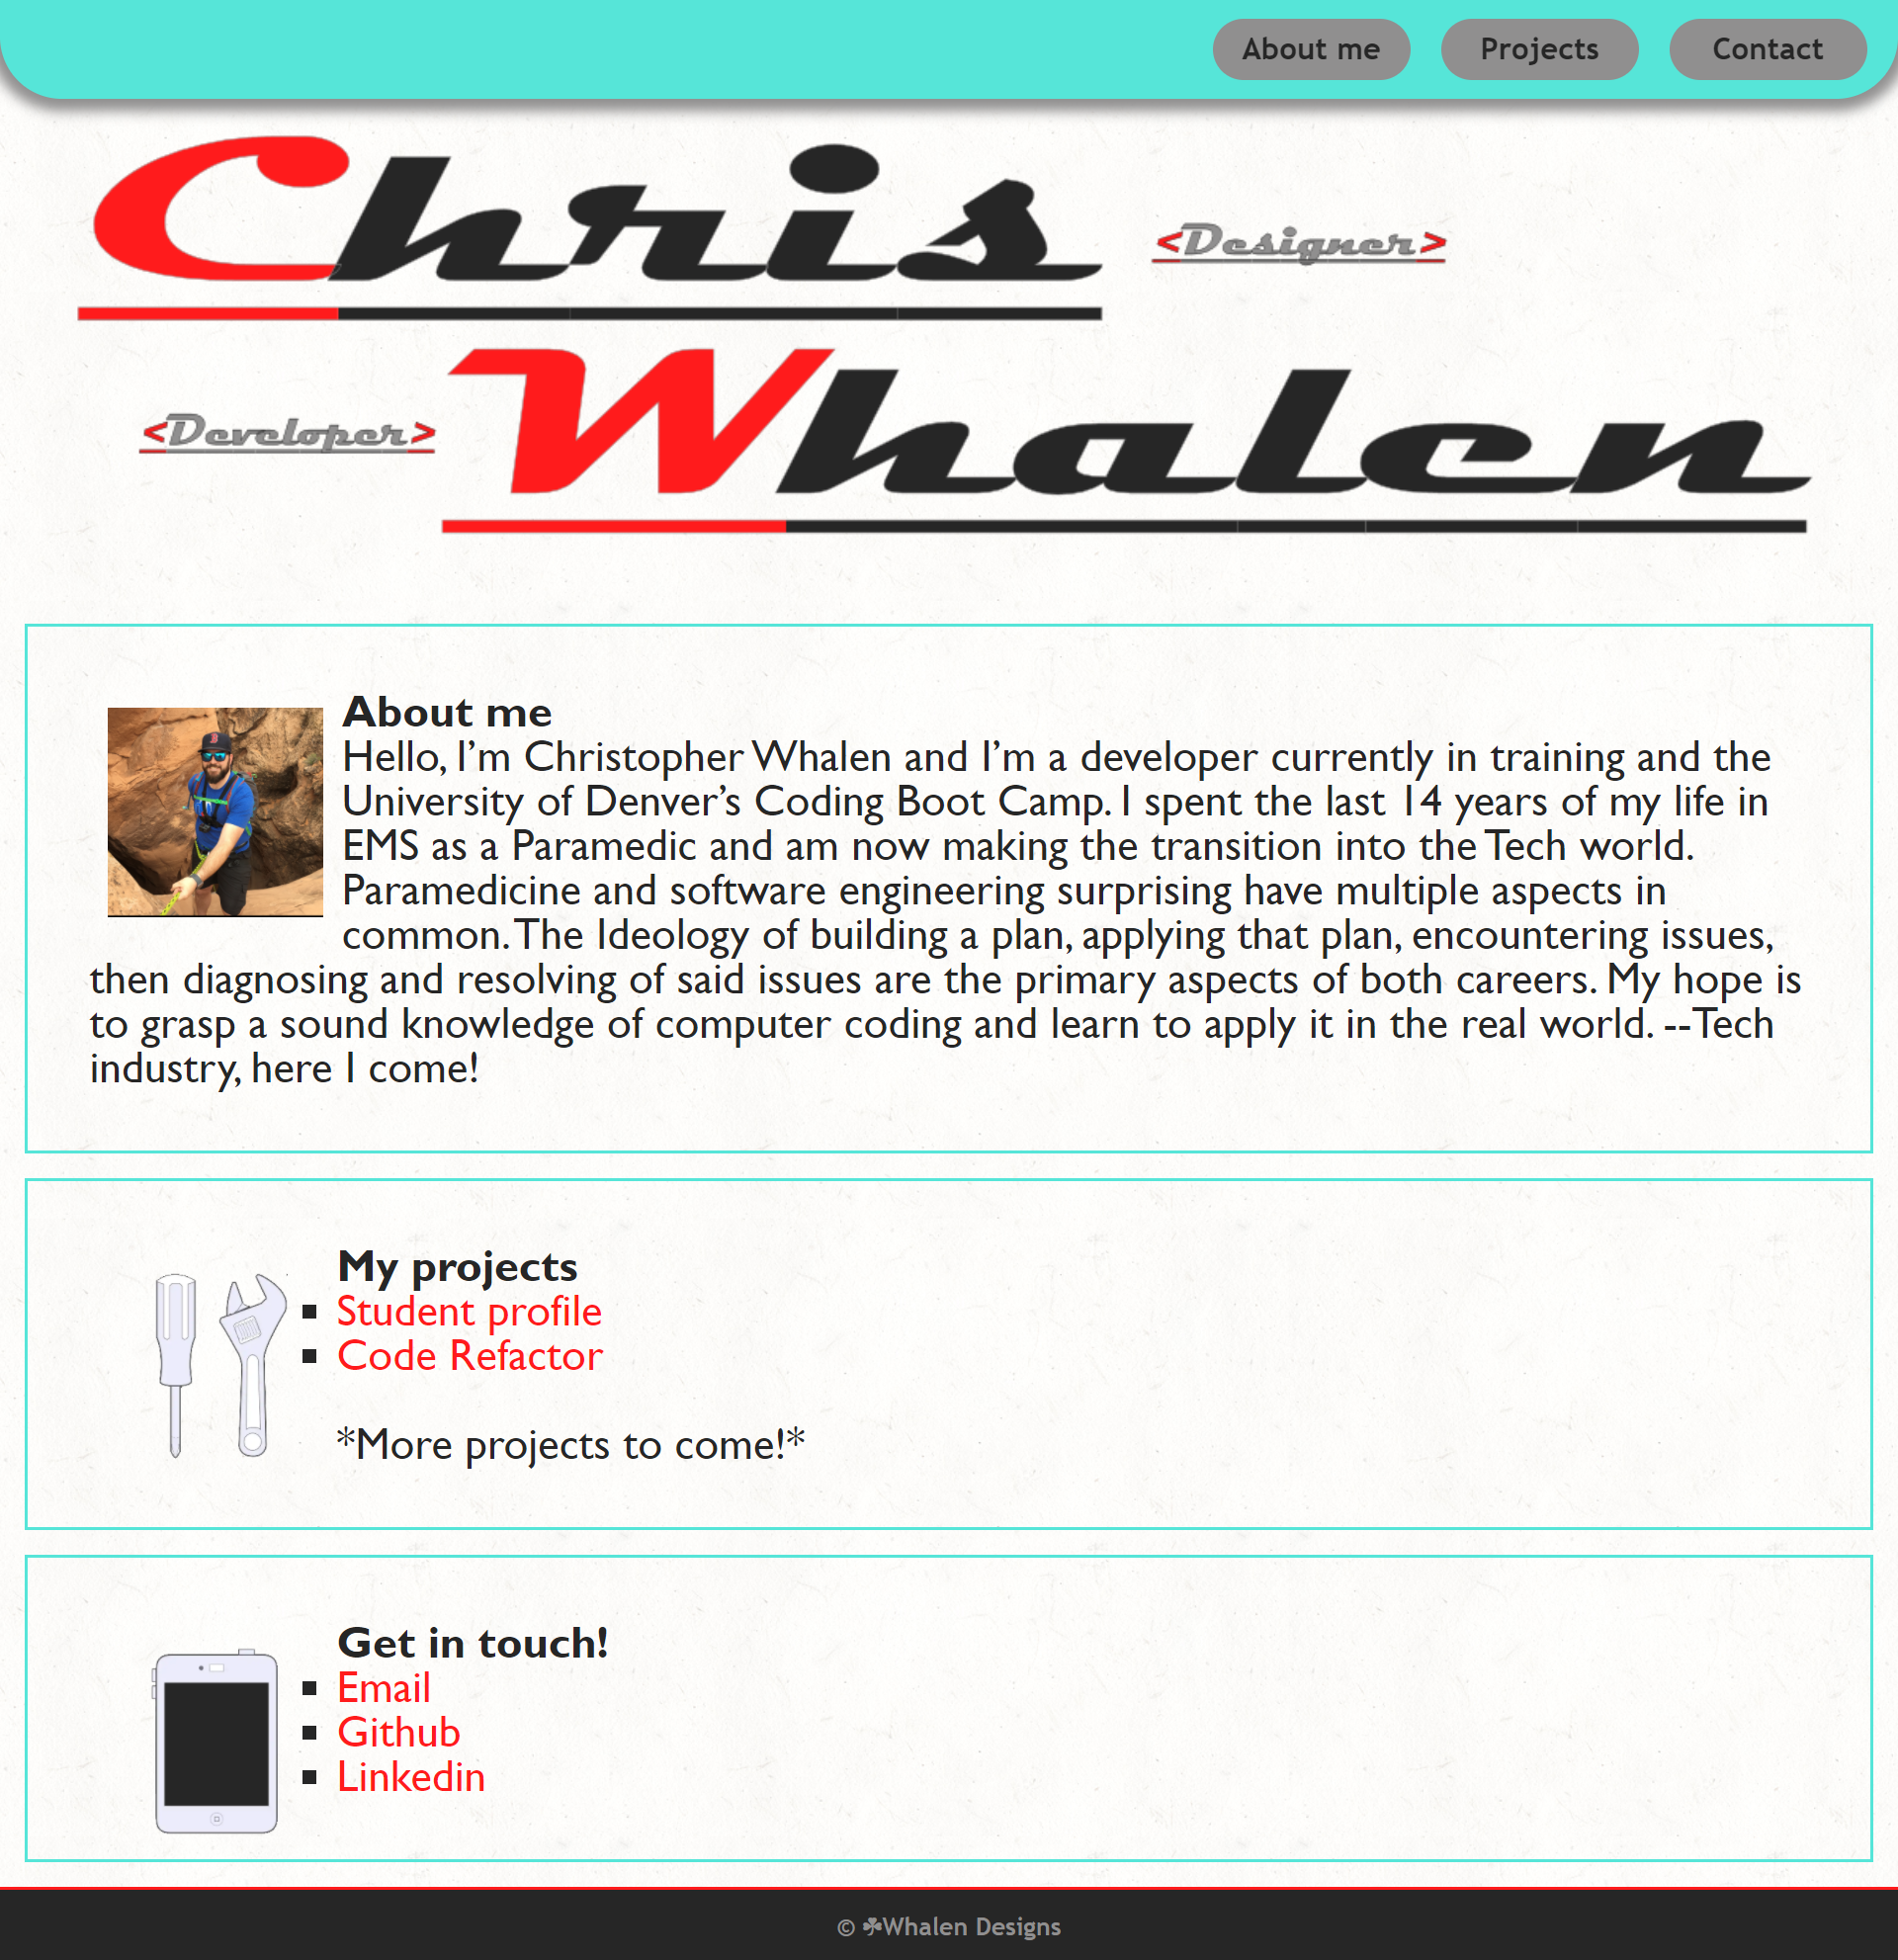 About me
Projects
Contact
Chris
<Designer>
<Developer>
Whalen
About me
Hello, I’m Christopher Whalen and I’m a developer currently in training and the
University of Denver’s Coding Boot Camp. I spent the last 14 years of my life in
EMS as a Paramedic and am now making the transition into the Tech world.
Paramedicine and software engineering surprising have multiple aspects in
common. The Ideology of building a plan, applying that plan, encountering issues,
then diagnosing and resolving of said issues are the primary aspects of both careers. My hope is
to grasp a sound knowledge of computer coding and learn to apply it in the real world. --Tech
industry, here I come!
My projects
Student profile
Code Refactor
*More projects to come!*
Get in touch!
Email
Github
Linkedin
© ☘Whalen Designs